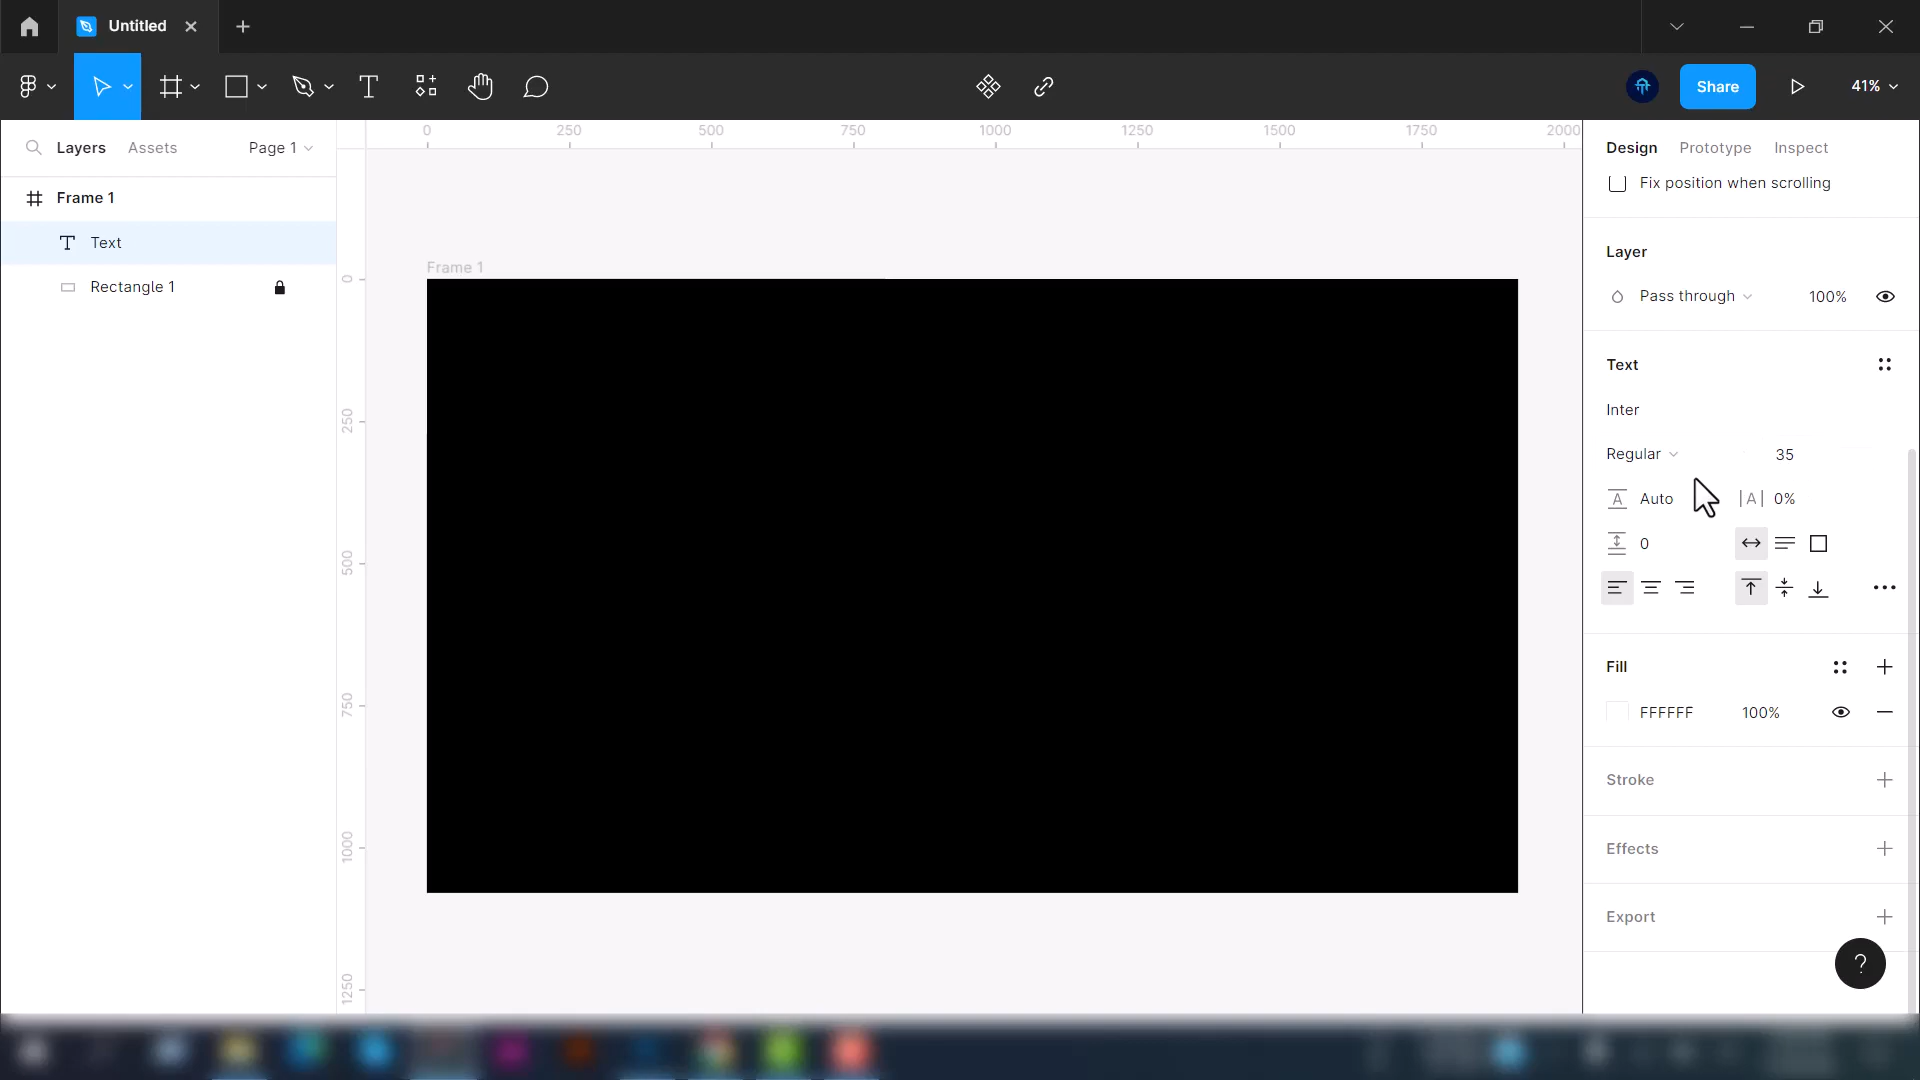 Untitled
Share
41%
Layers
Assets
Page 1
0
250
500
750
1000
1250
1500
1750
2000
Design
Prototype
Inspect
Fix position when scrolling
Frame 1
Text
Rectangle 1
Frame 1
0
250
500
750
1000
1250
Layer
Pass through
100%
Text
Inter
Regular
35
A Auto
|A| 0%
0
Fill
FFFFFF
100%
Stroke
Effects
Export
?